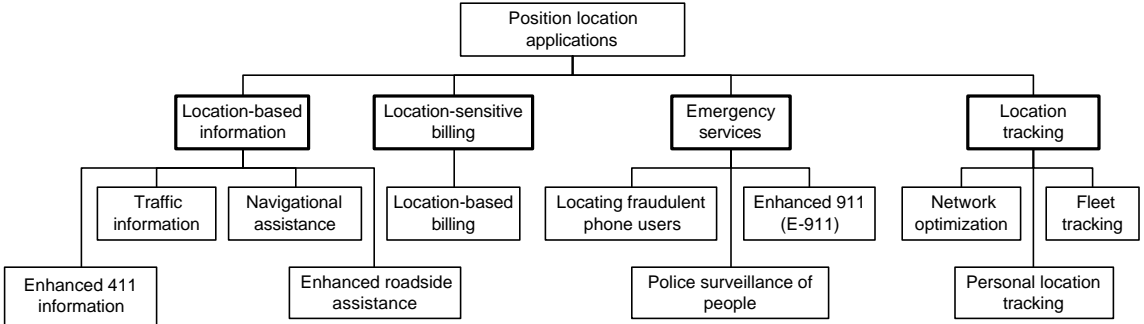 Position location
applications
Location-based
information
Location-sensitive
billing
Emergency
services
Location
tracking
Traffic
information
Navigational
assistance
Location-based
billing
Locating fraudulent
phone users
Enhanced 911
(E-911)
Network
optimization
Fleet
tracking
Enhanced 411
information
Enhanced roadside
assistance
Police surveillance of
people
Personal location
tracking